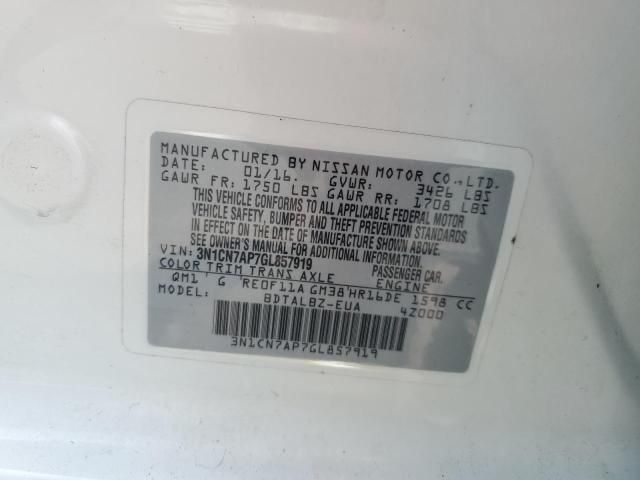 MANUFACTURED BY NISSAN MOTOR CO.,LTD.
DATE: 01/16. GVWR: 3426 LBS
GAWR FR: 1750 LBS GAWR RR: 1708 LBS
THIS VEHICLE CONFORMS TO ALL APPLICABLE FEDERAL MOTOR
VEHICLE SAFETY, BUMPER AND THEFT PREVENTION STANDARDS
IN EFFECT ON THE DATE OF MANUFACTURE SHOWN ABOVE.
SEE OWNER'S MANUAL FOR ADDITIONAL INFORMATION
VIN: 3N1CN7AP7GL857919 PASSENGER CAR.
COLOR TRIM TRANS AXLE ENGINE
QM1 G RE0F11A GM38 HR16DE 1598 CC
MODEL: BDTALBZ-EUA 4Z000
3N1CN7AP7GL857919